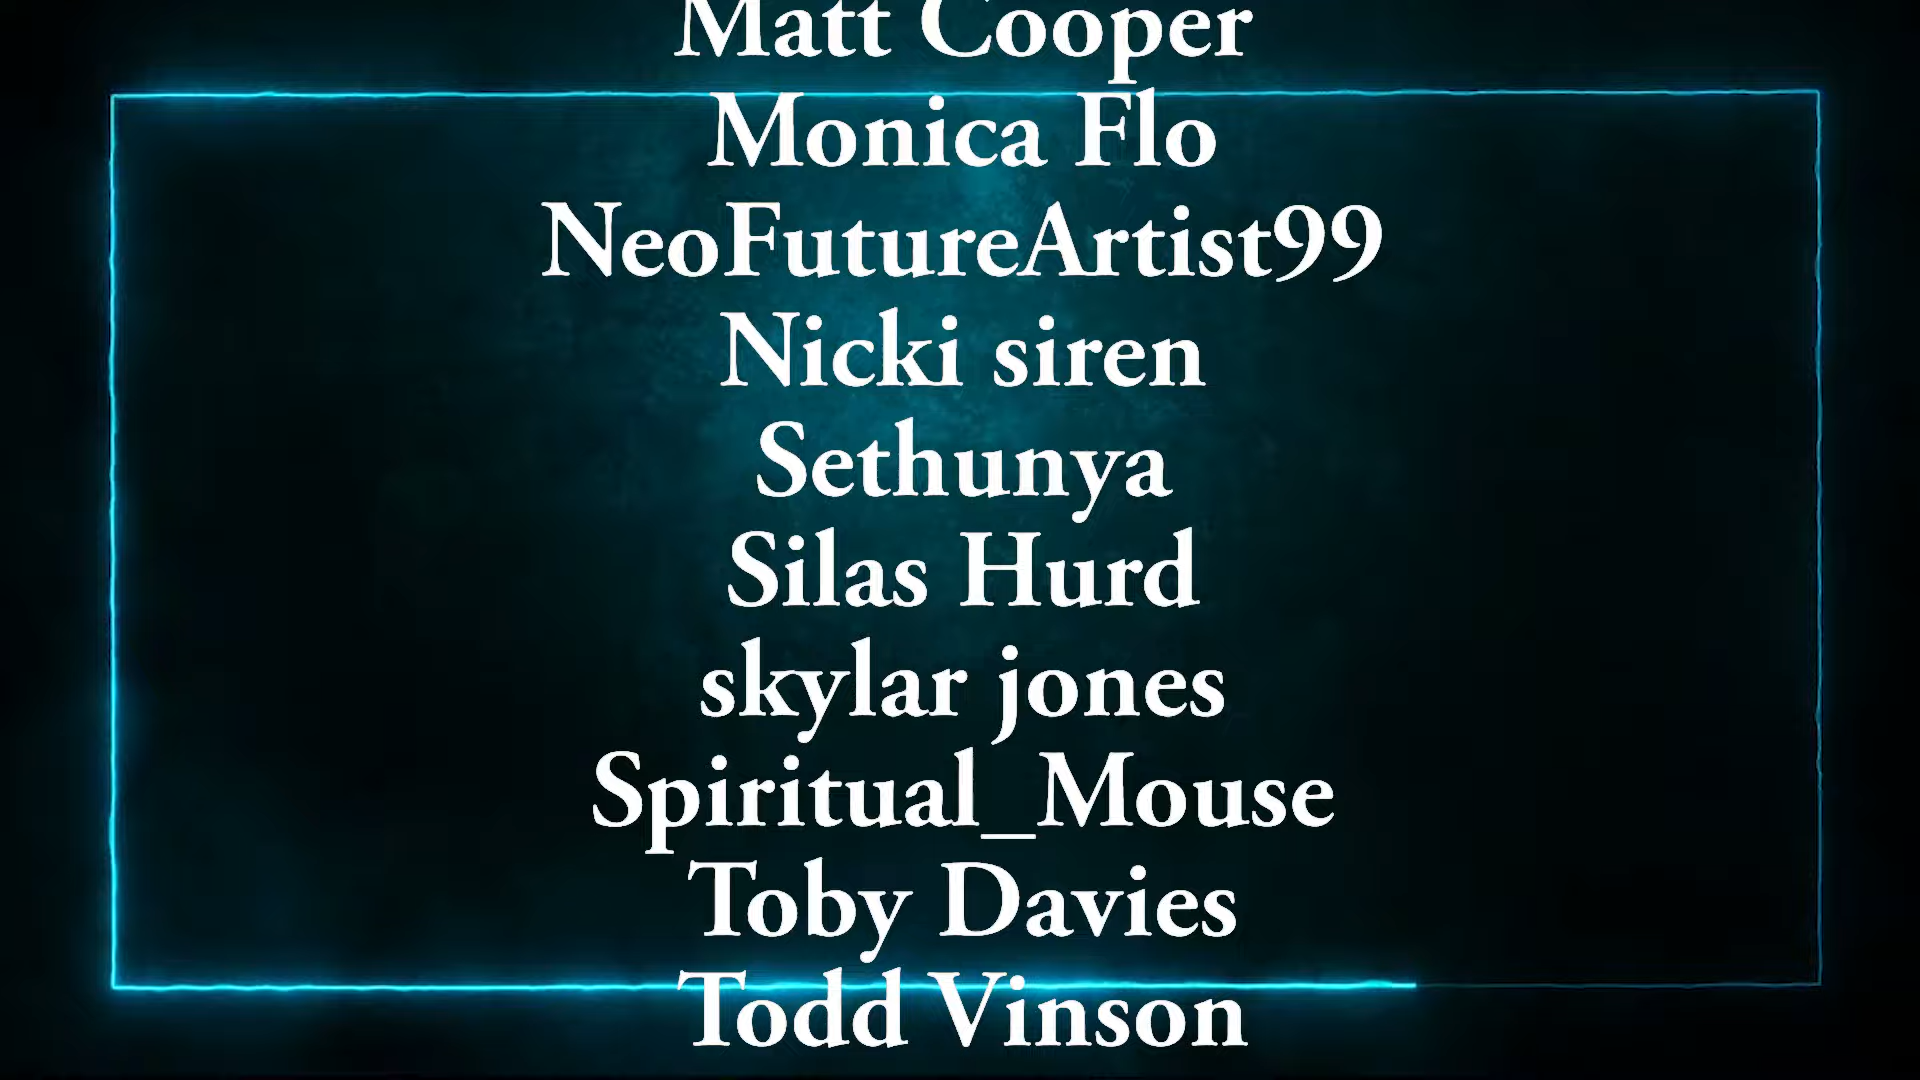 Matt Cooper
Monica Flo
NeoFutureArtist99
Nicki siren
Sethunya
Silas Hurd
skylar jones
Spiritual_Mouse
Toby Davies
Todd Vinson